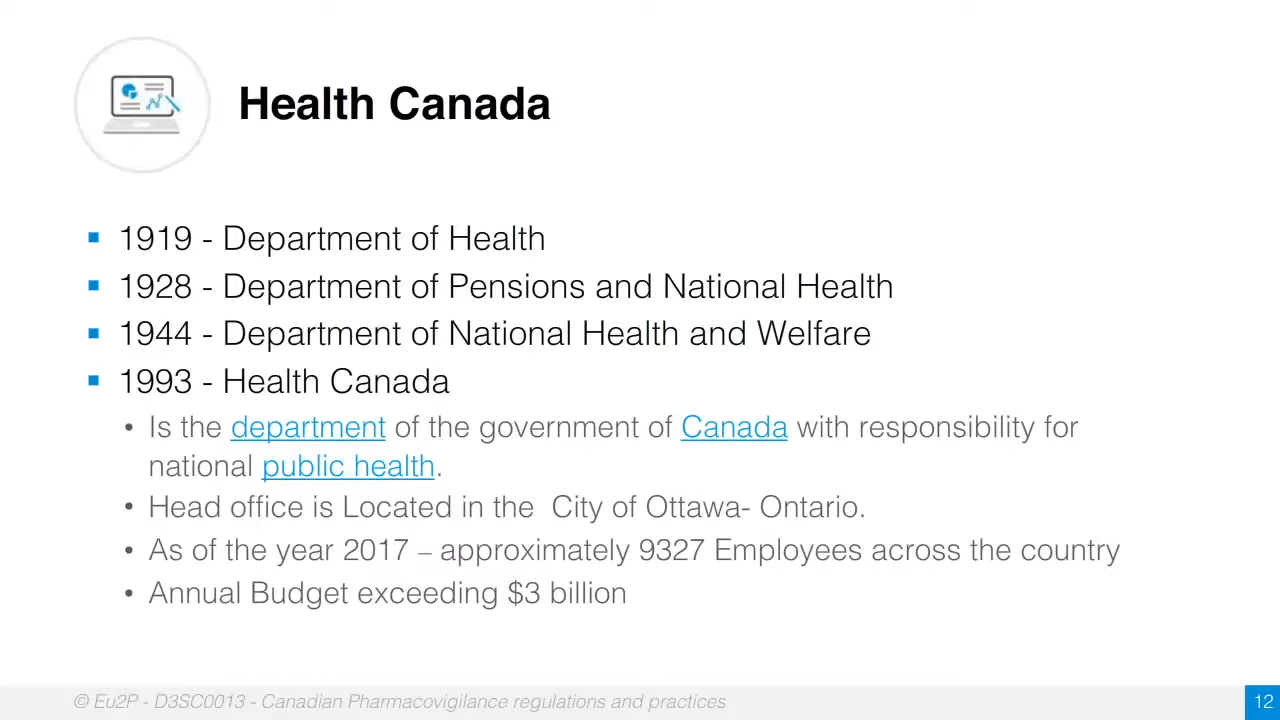 Health Canada
▪ 1919 - Department of Health
▪ 1928 - Department of Pensions and National Health
▪ 1944 - Department of National Health and Welfare
▪ 1993 - Health Canada
• Is the department of the government of Canada with responsibility for
national public health.
• Head office is Located in the  City of Ottawa- Ontario.
• As of the year 2017 – approximately 9327 Employees across the country
• Annual Budget exceeding $3 billion
© Eu2P - D3SC0013 - Canadian Pharmacovigilance regulations and practices
12